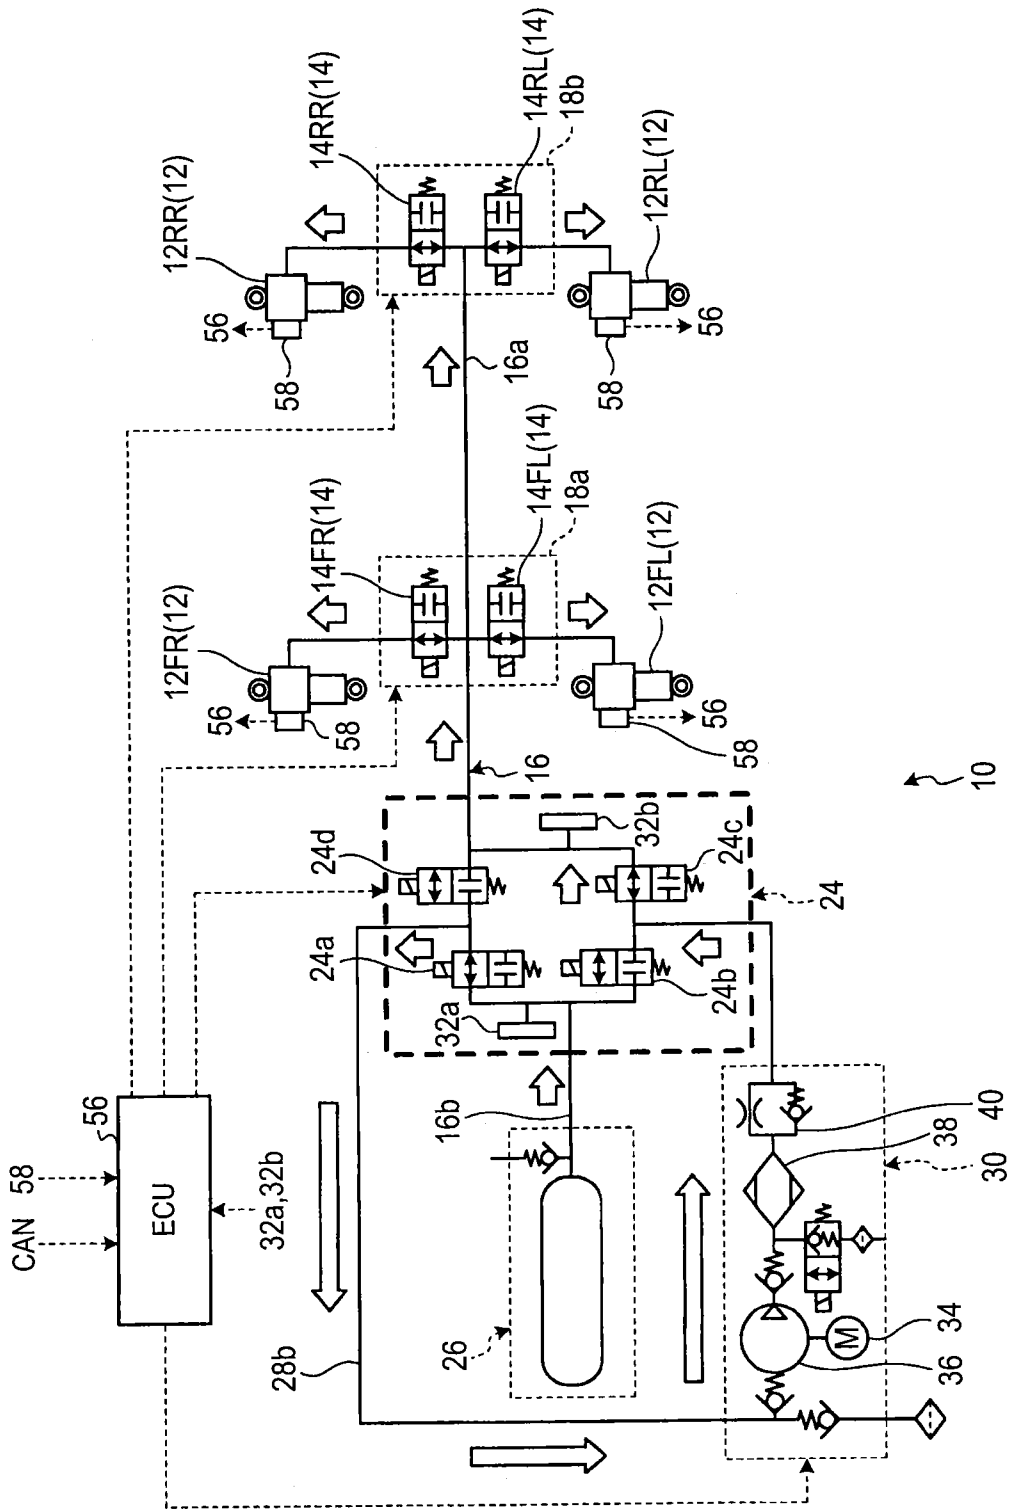 CAN
58
56
ECU
32a,32b
28b
26
16b
24
24a
24b
24c
24d
32a
32b
16
10
12FR(12)
56
58
14FR(14)
14FL(14)
18a
12FL(12)
56
58
16a
12RR(12)
56
58
14RR(14)
14RL(14)
18b
12RL(12)
56
58
40
38
30
M
34
36